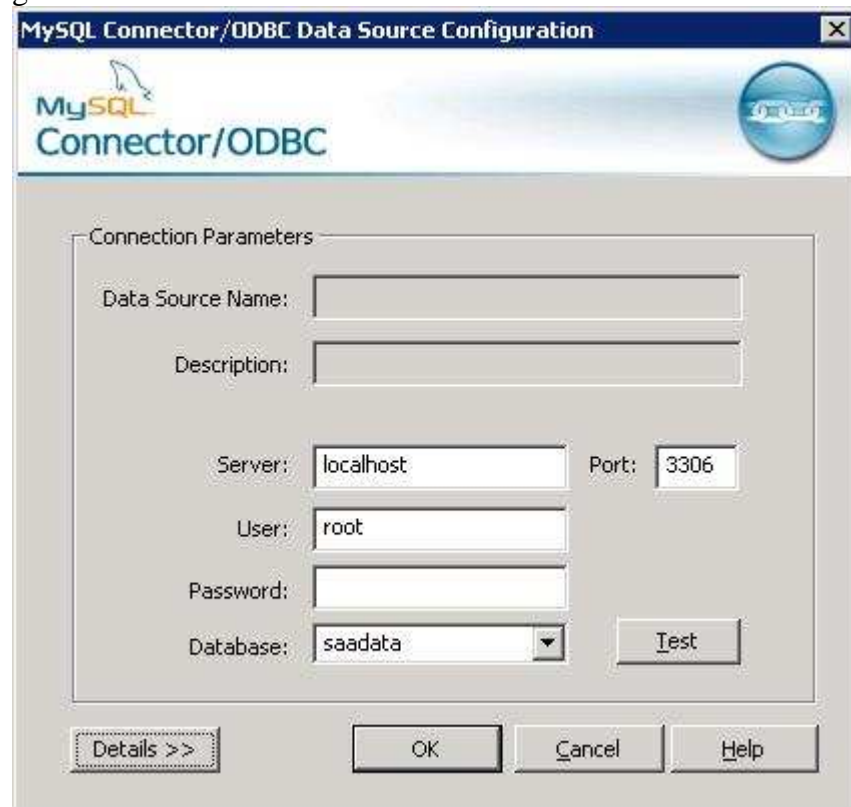 MySQL Connector/ODBC Data Source Configuration
MySQL
Connector/ODBC
Connection Parameters
Data Source Name:
Description:
Server: localhost Port: 3306
User: root
Password:
Database: saadata Test
Details >> OK Cancel Help